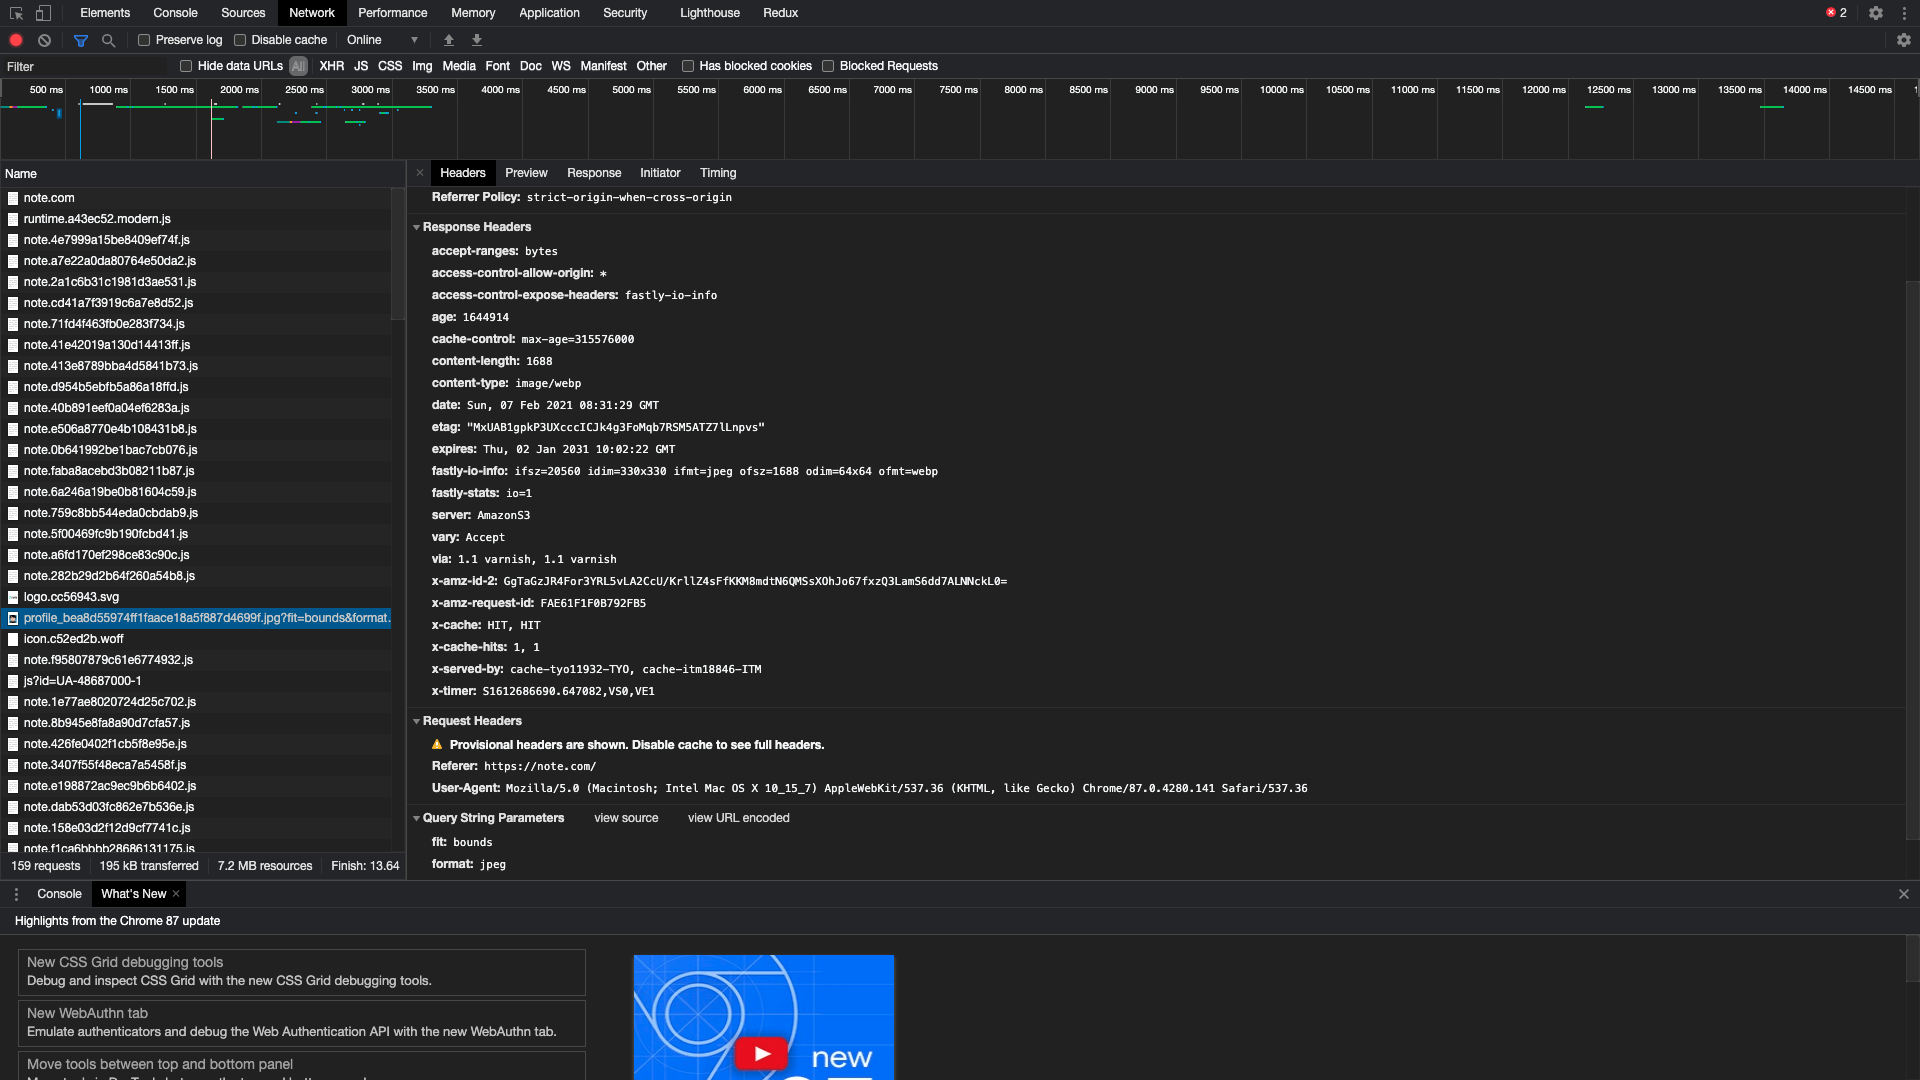 Elements Console Sources Network Performance Memory Application Security Lighthouse Redux 2
Preserve log Disable cache Online
Filter Hide data URLs All XHR JS CSS Img Media Font Doc WS Manifest Other Has blocked cookies Blocked Requests
500 ms 1000 ms 1500 ms 2000 ms 2500 ms 3000 ms 3500 ms 4000 ms 4500 ms 5000 ms 5500 ms 6000 ms 6500 ms 7000 ms 7500 ms 8000 ms 8500 ms 9000 ms 9500 ms 10000 ms 10500 ms 11000 ms 11500 ms 12000 ms 12500 ms 13000 ms 13500 ms 14000 ms 14500 ms
Name
note.com
runtime.a43ec52.modern.js
note.4e7999a15be8409ef74f.js
note.a7e22a0da80764e50da2.js
note.2a1c6b31c1981d3ae531.js
note.cd41a7f3919c6a7e8d52.js
note.71fd4f463fb0e283f734.js
note.41e42019a130d14413ff.js
note.413e8789bba4d5841b73.js
note.d954b5ebfb5a86a18ffd.js
note.40b891eef0a04ef6283a.js
note.e506a8770e4b108431b8.js
note.0b641992be1bac7cb076.js
note.faba8acebd3b08211b87.js
note.6a246a19be0b81604c59.js
note.759c8bb544eda0cbdab9.js
note.5f00469fc9b190fcbd41.js
note.a6fd170ef298ce83c90c.js
note.282b29d2b64f260a54b8.js
logo.cc56943.svg
profile_bea8d55974ff1faace18a5f887d4699f.jpg?fit=bounds&format.
icon.c52ed2b.woff
note.f95807879c61e6774932.js
js?id=UA-48687000-1
note.1e77ae8020724d25c702.js
note.8b945e8fa8a90d7cfa57.js
note.426fe0402f1cb5f8e95e.js
note.3407f55f48eca7a5458f.js
note.e198872ac9ec9b6b6402.js
note.dab53d03fc862e7b536e.js
note.158e03d2f12d9cf7741c.js
note.f1ca6bbbb28686131175.js
159 requests 195 kB transferred 7.2 MB resources Finish: 13.64
Headers Preview Response Initiator Timing
Referrer Policy: strict-origin-when-cross-origin
Response Headers
accept-ranges: bytes
access-control-allow-origin: *
access-control-expose-headers: fastly-io-info
age: 1644914
cache-control: max-age=315576000
content-length: 1688
content-type: image/webp
date: Sun, 07 Feb 2021 08:31:29 GMT
etag: "MxUAB1gpkP3UXcccICJk4g3FoMqb7RSM5ATZ7lLnpvs"
expires: Thu, 02 Jan 2031 10:02:22 GMT
fastly-io-info: ifsz=20560 idim=330x330 ifmt=jpeg ofsz=1688 odim=64x64 ofmt=webp
fastly-stats: io=1
server: AmazonS3
vary: Accept
via: 1.1 varnish, 1.1 varnish
x-amz-id-2: GgTaGzJR4For3YRL5vLA2CcU/KrllZ4sFfKKM8mdtN6QMSsXOhJo67fxzQ3LamS6dd7ALNNckL0=
x-amz-request-id: FAE61F1F0B792FB5
x-cache: HIT, HIT
x-cache-hits: 1, 1
x-served-by: cache-tyo11932-TYO, cache-itm18846-ITM
x-timer: S1612686690.647082,VS0,VE1
Request Headers
Provisional headers are shown. Disable cache to see full headers.
Referer: https://note.com/
User-Agent: Mozilla/5.0 (Macintosh; Intel Mac OS X 10_15_7) AppleWebKit/537.36 (KHTML, like Gecko) Chrome/87.0.4280.141 Safari/537.36
Query String Parameters view source view URL encoded
fit: bounds
format: jpeg
Console What's New
Highlights from the Chrome 87 update
New CSS Grid debugging tools
Debug and inspect CSS Grid with the new CSS Grid debugging tools.
New WebAuthn tab
Emulate authenticators and debug the Web Authentication API with the new WebAuthn tab.
Move tools between top and bottom panel
new